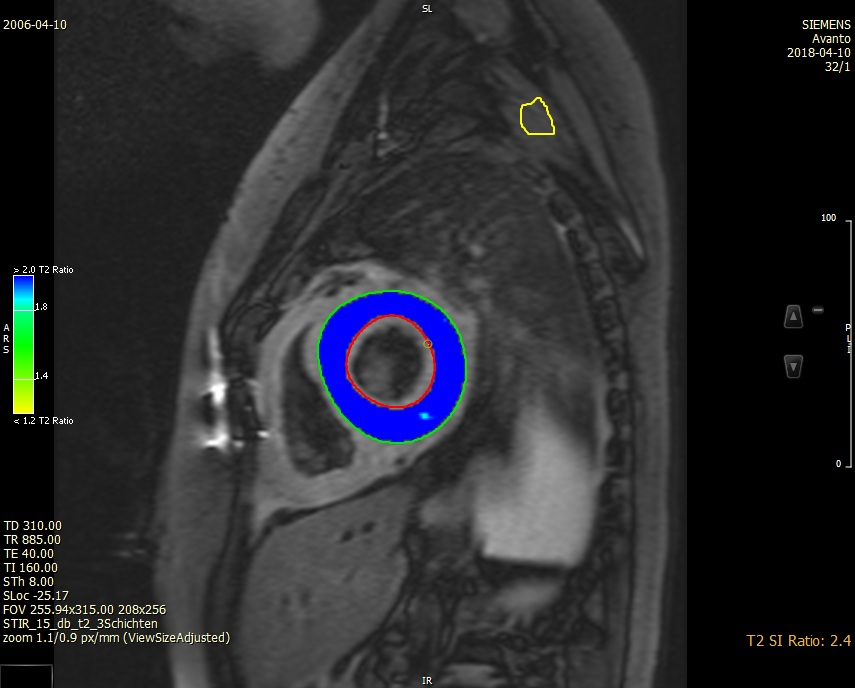 2006-04-10
SL
SIEMENS
Avanto
2018-04-10
32/1
> 2.0 T2 Ratio
1.8
1.4
< 1.2 T2 Ratio
A
R
S
100
P
L
I
0
TD 310.00
TR 885.00
TE 40.00
TI 160.00
STh 8.00
SLoc -25.17
FOV 255.94x315.00 208x256
STIR_15_db_t2_3Schichten
zoom 1.1/0.9 px/mm (ViewSizeAdjusted)
T2 SI Ratio: 2.4
IR